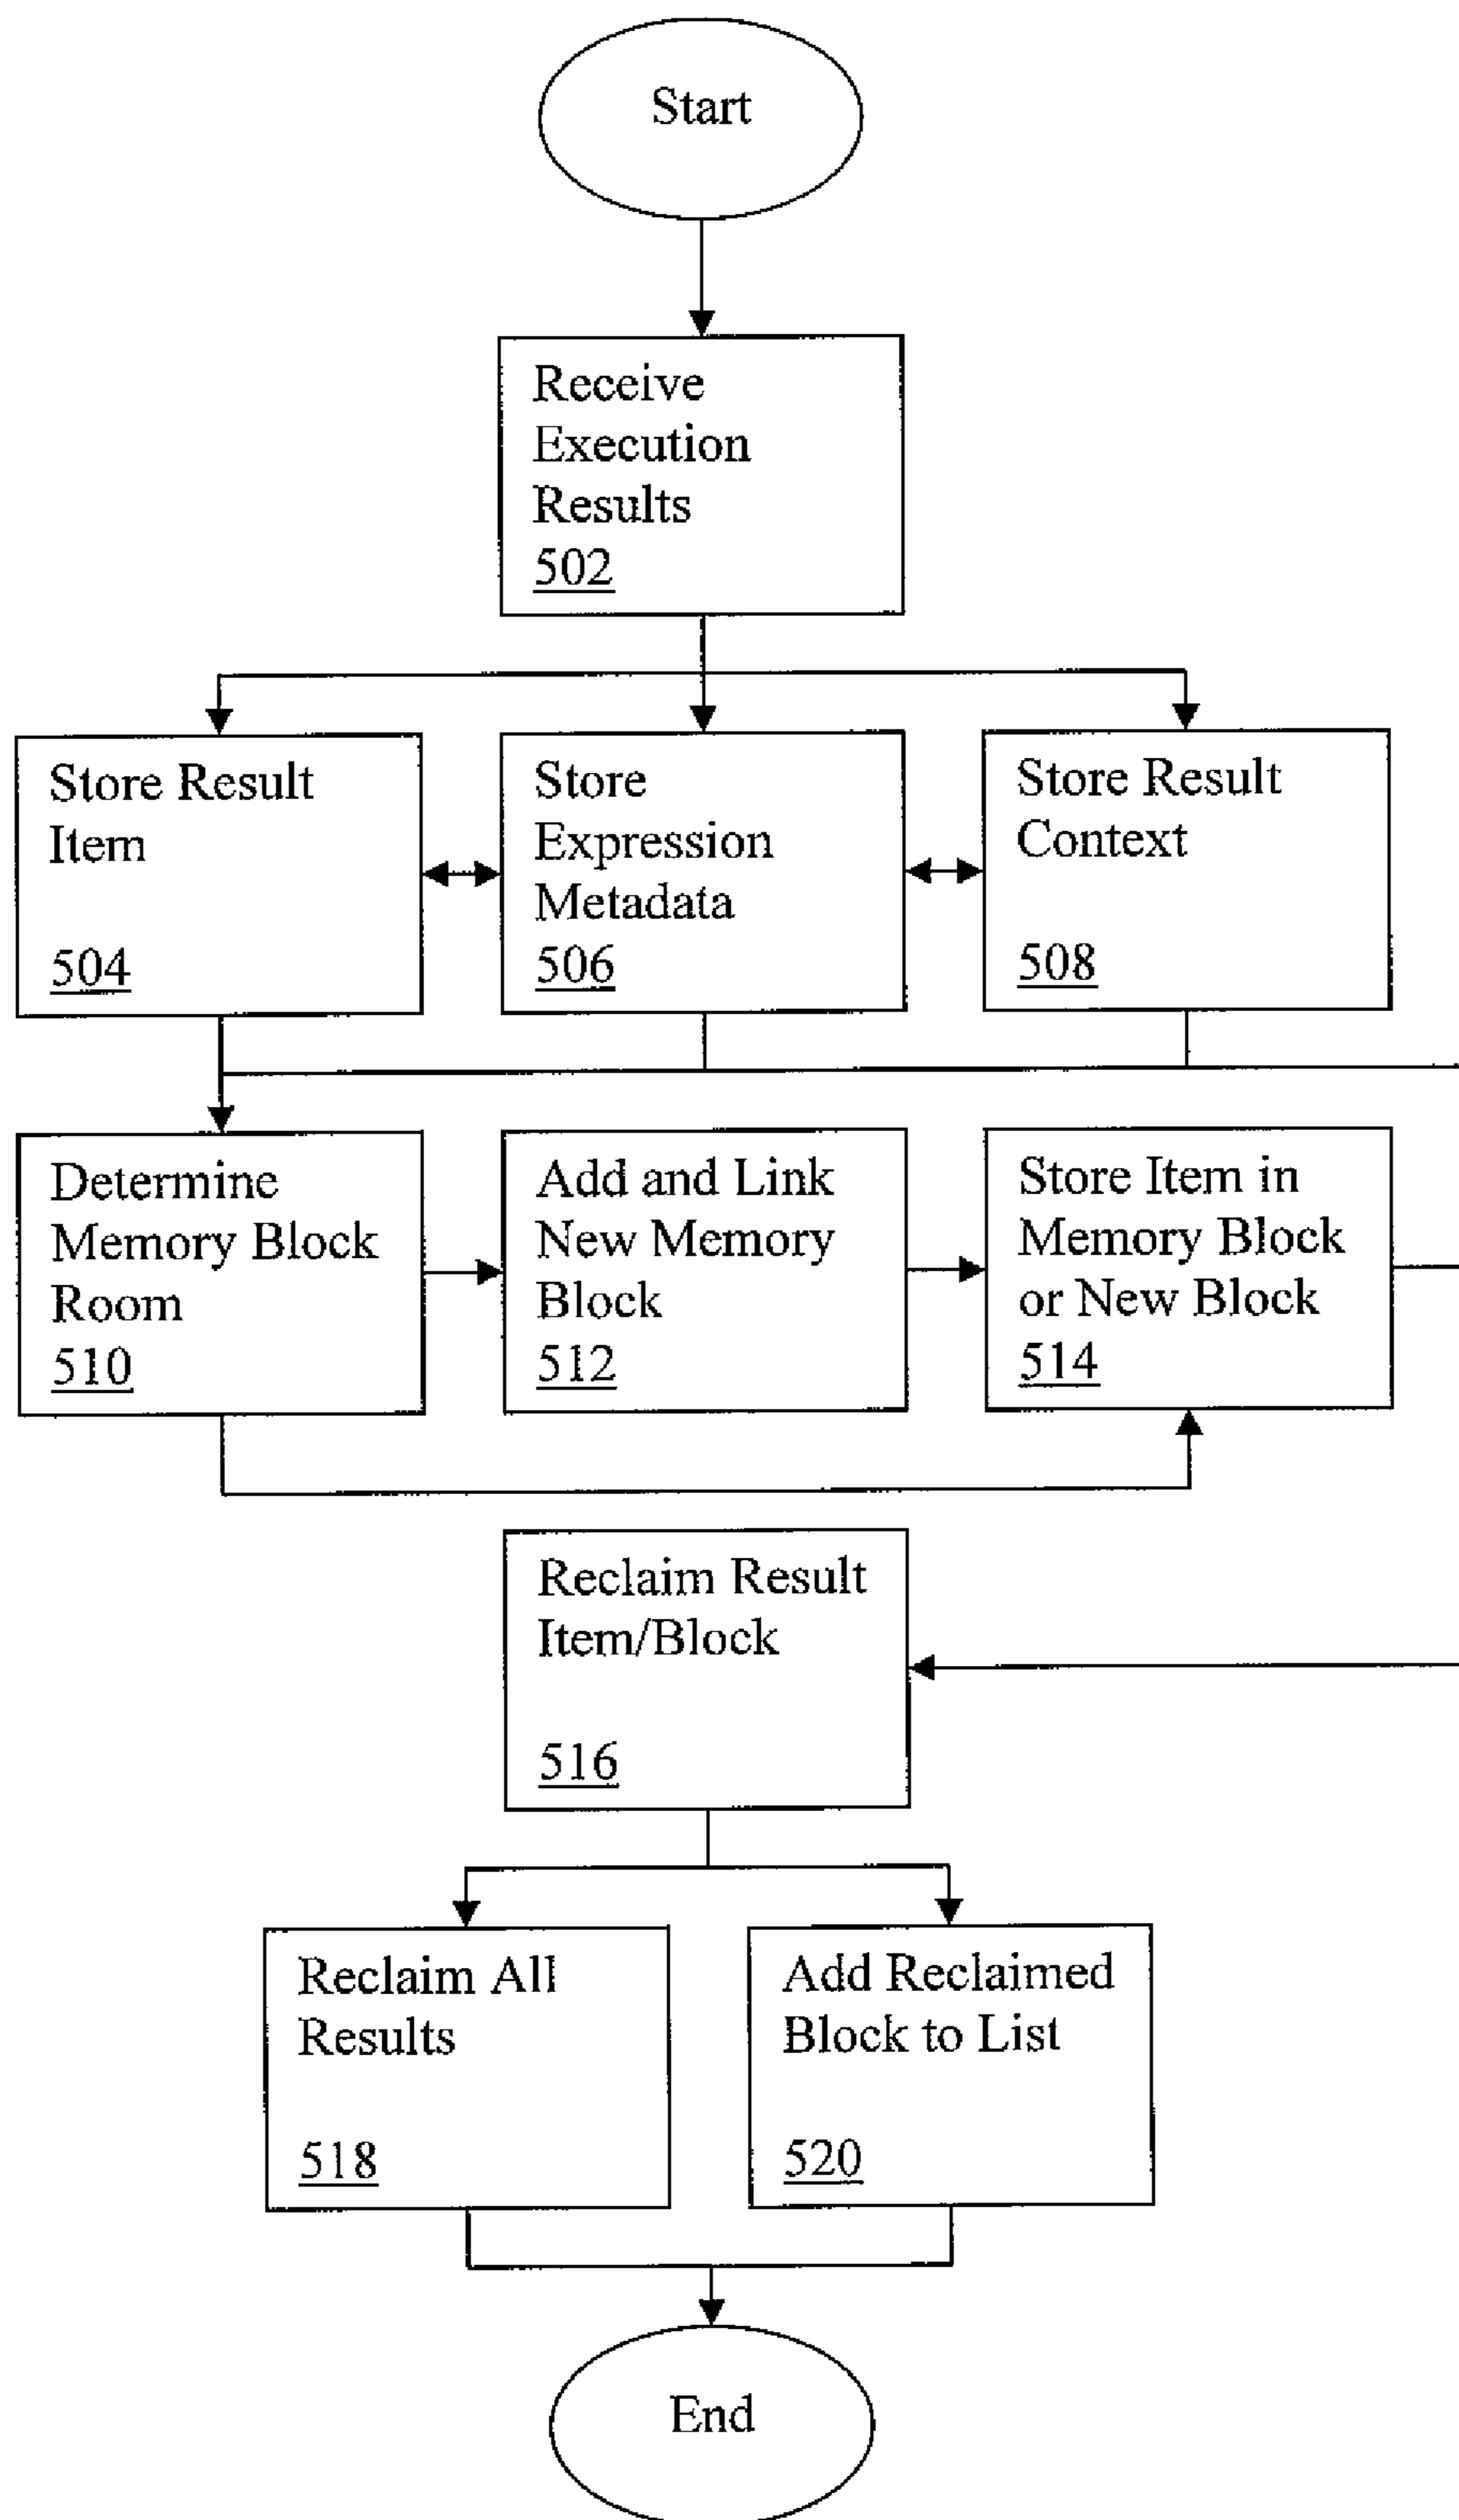 Start
Receive
Execution
Results
502
Store Result
Item
504
Store
Expression
Metadata
506
Store Result
Context
508
Determine
Memory Block
Room
510
Add and Link
New Memory
Block
512
Store Item in
Memory Block
or New Block
514
Reclaim Result
Item/Block
516
Reclaim All
Results
518
Add Reclaimed
Block to List
520
End